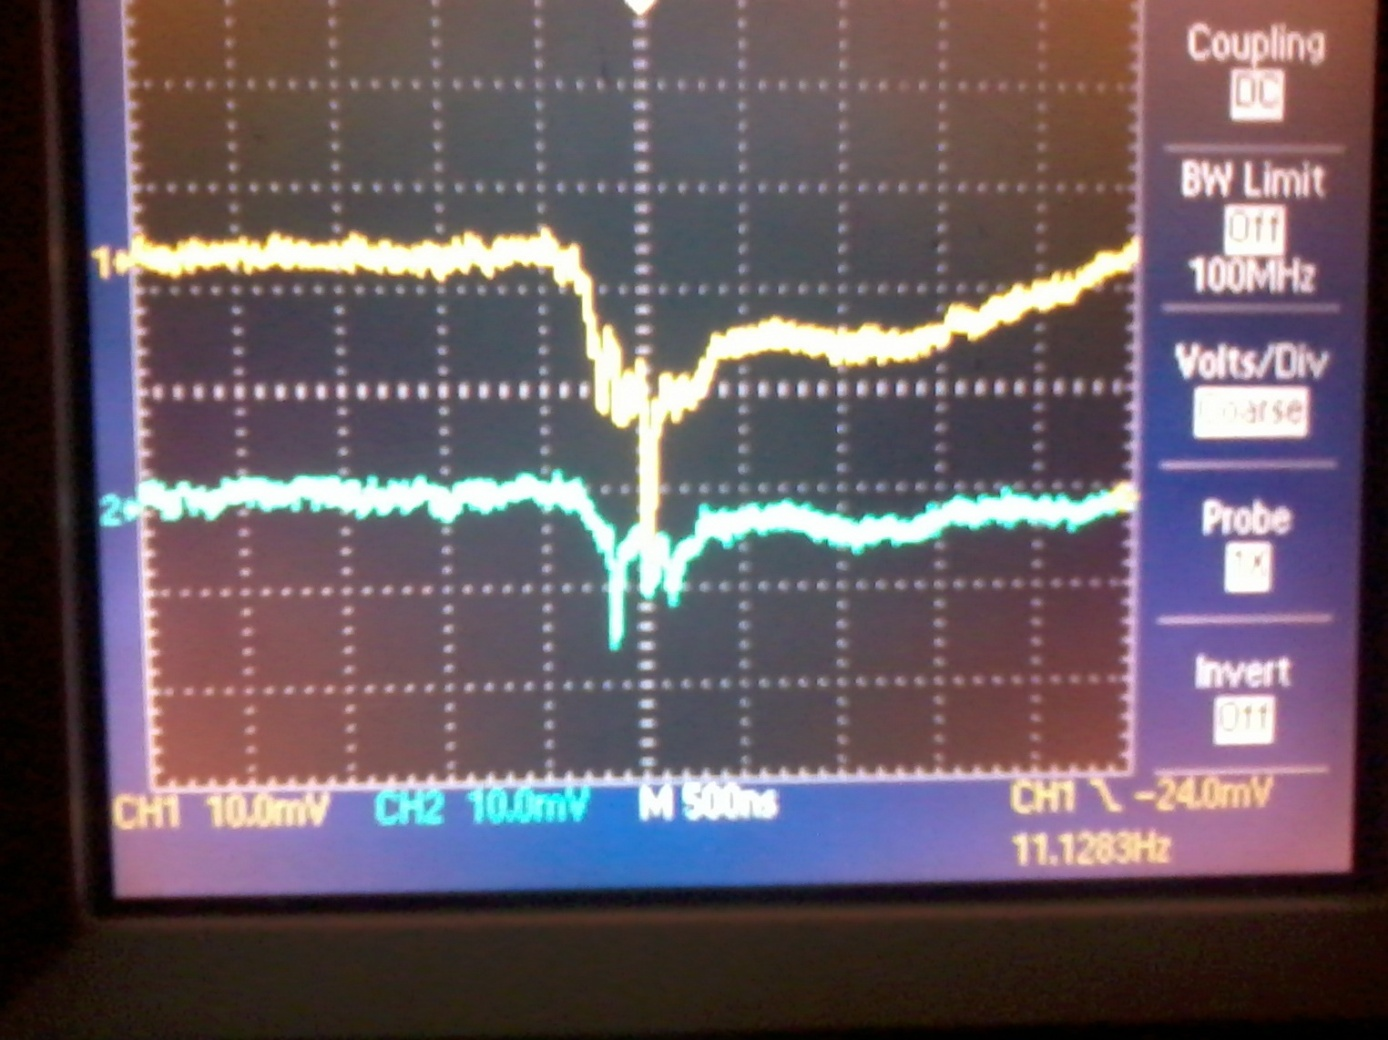 Coupling
DC
BW Limit
Off
100MHz
1
Volts/Div
Coarse
2
Probe
1X
Invert
Off
CH1 10.0mV CH2 10.0mV M 500ns CH1 \ -24.0mV
11.1283Hz